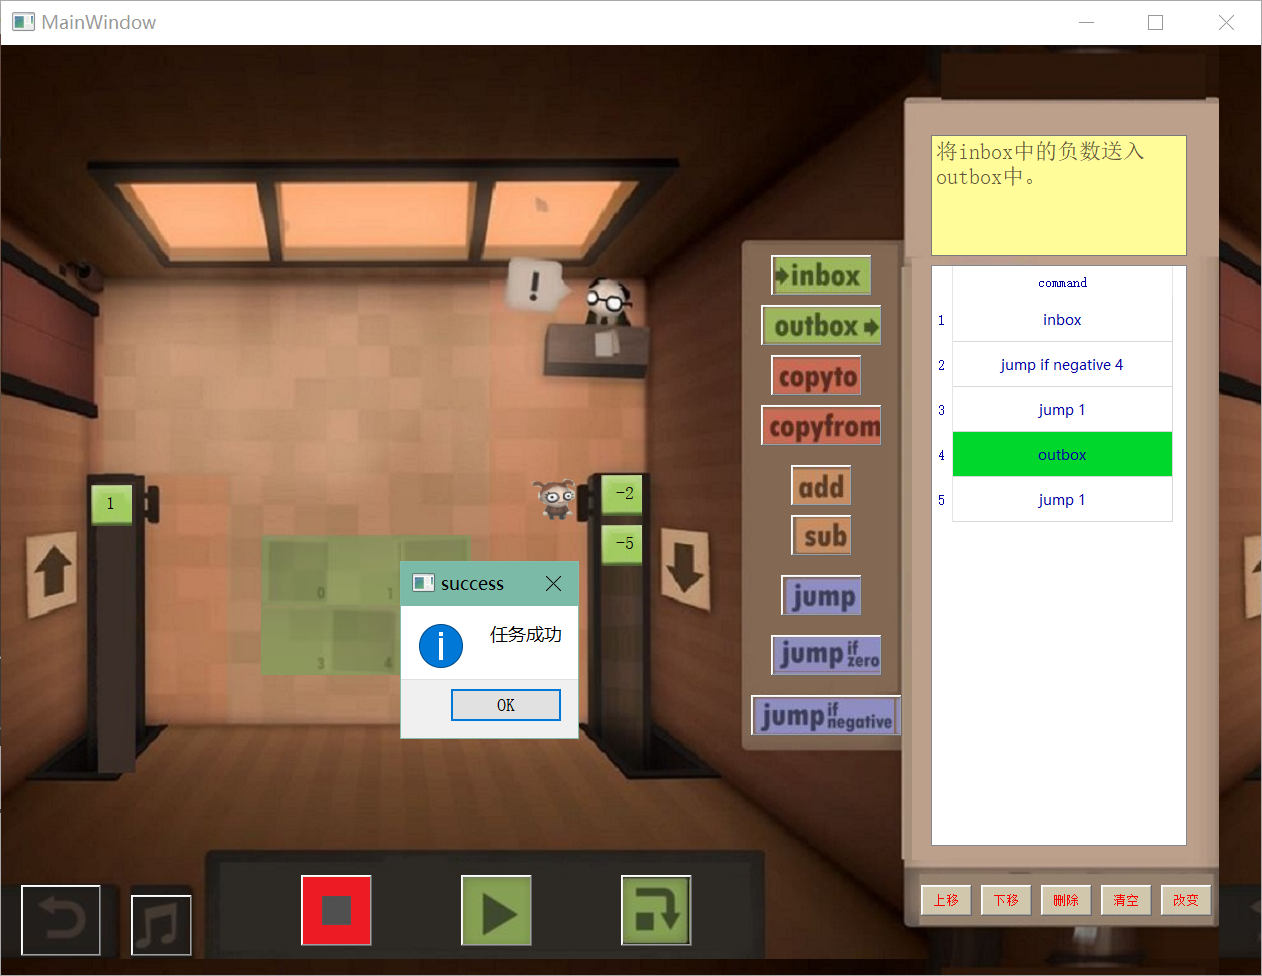 MainWindow
将inbox中的负数送入
outbox中。
inbox
outbox
copyto
copyfrom
add
sub
jump
jump if zero
jump if negative
command
1 inbox
2 jump if negative 4
3 jump 1
4 outbox
5 jump 1
!
1
-2
-5
0
1
3
4
success
任务成功
OK
上移
下移
删除
清空
改变